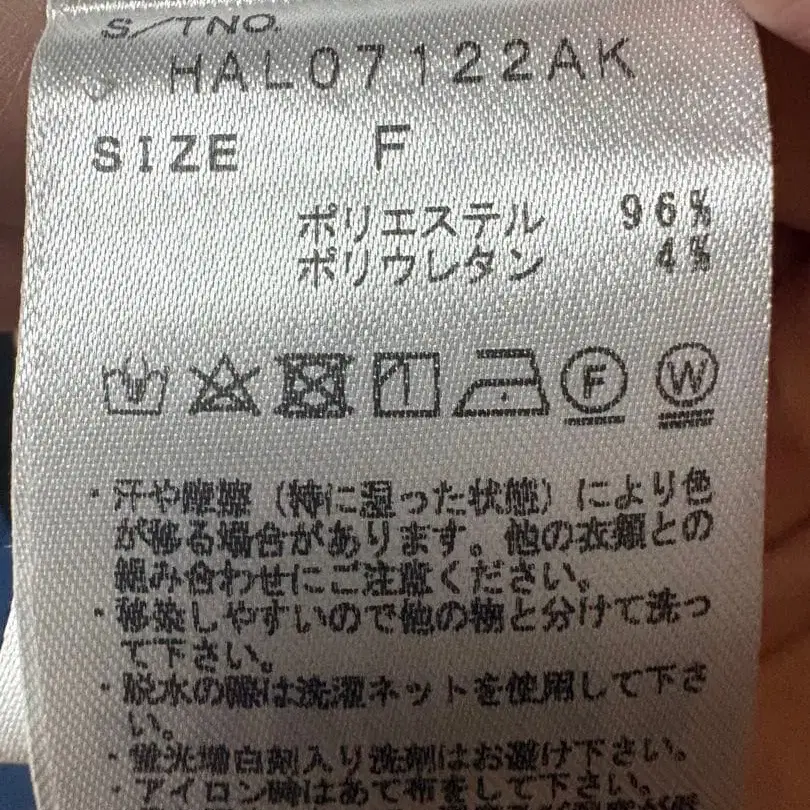 S/TNO.
HAL07122AK
SIZE F
ポリエステル 96%
ポリウレタン 4%
F W
・汗や摩擦(特に湿った状態)により色
が移る場合があります。他の衣類との
組み合わせにご注意ください。
・移染しやすいので他の物と分けて洗っ
て下さい。
・脱水の際は洗濯ネットを使用して下さ
い。
・蛍光増白剤入り洗剤はお避け下さい。
・アイロン時はあて布をして下さい。